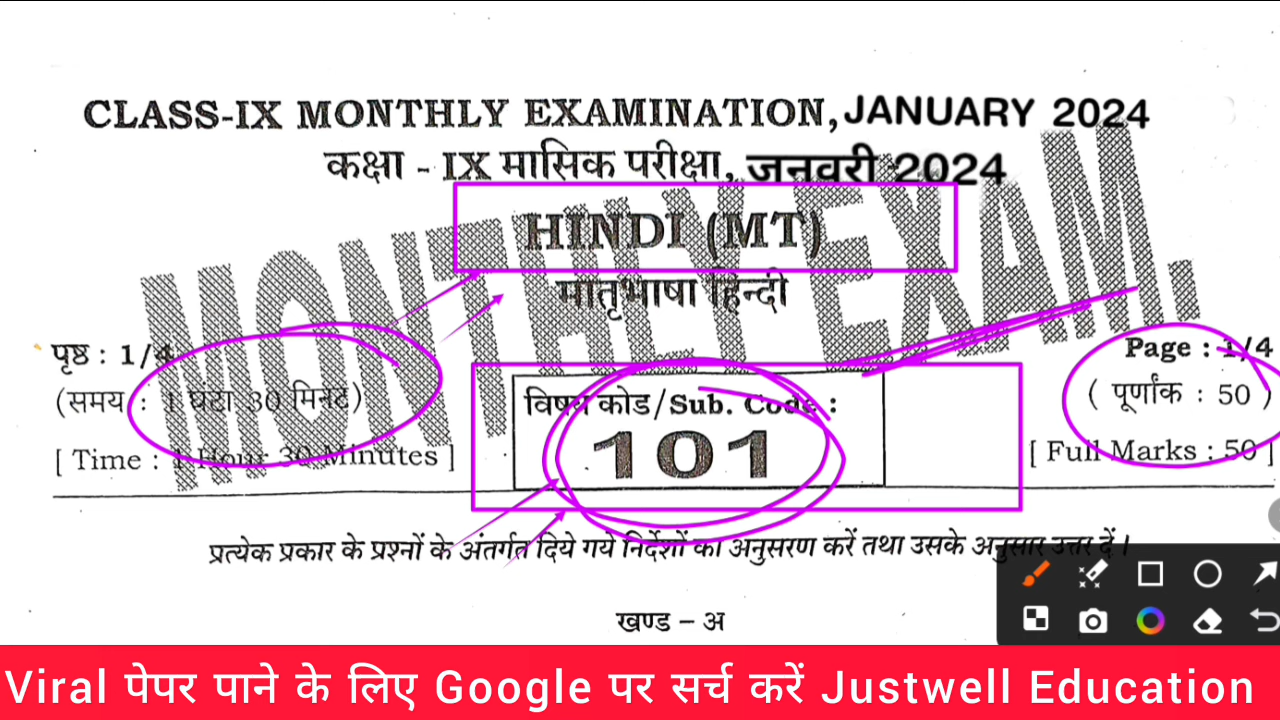 CLASS-IX MONTHLY EXAMINATION, JANUARY 2024
कक्षा - IX मासिक परीक्षा, जनवरी 2024
HINDI (MT)
मातृभाषा हिन्दी
MONTHLY EXAM.
पृष्ठ : 1/4
Page : 1/4
(समय : 1 घंटा 30 मिनट)
विषय कोड/Sub. Code :
( पूर्णांक : 50 )
[ Time : 1 Hour 30 Minutes ]
101
[ Full Marks : 50 ]
प्रत्येक प्रकार के प्रश्नों के अंतर्गत दिये गये निर्देशों का अनुसरण करें तथा उसके अनुसार उत्तर दें ।
खण्ड – अ
Viral पेपर पाने के लिए Google पर सर्च करें Justwell Education